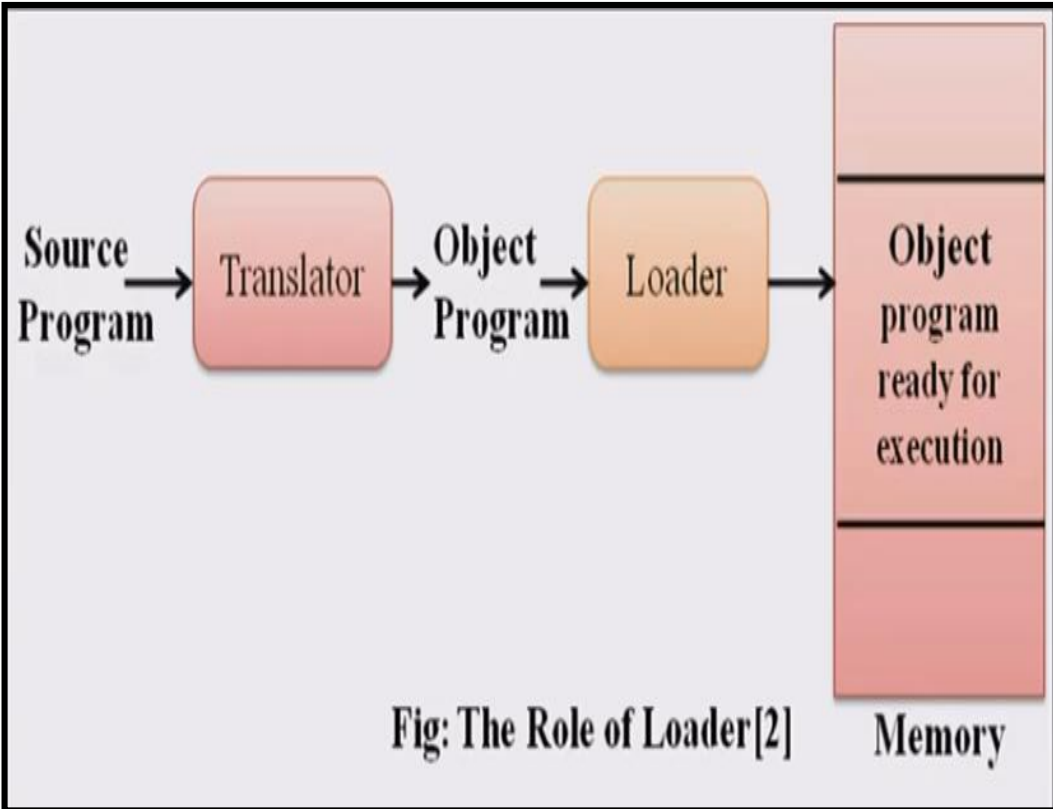 Source
Program
Translator
Object
Program
Loader
Object
program
ready for
execution
Fig: The Role of Loader[2]
Memory